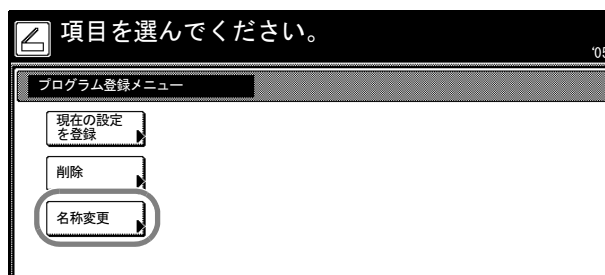 項目を選んでください。
'05
プログラム登録メニュー
現在の設定
を登録
削除
名称変更